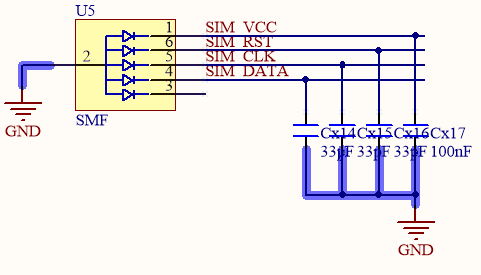 U5
1 SIM_VCC
6 SIM_RST
2 5 SIM_CLK
4 SIM_DATA
3
GND
SMF
Cx14 Cx15 Cx16 Cx17
33pF 33pF 33pF 100nF
GND